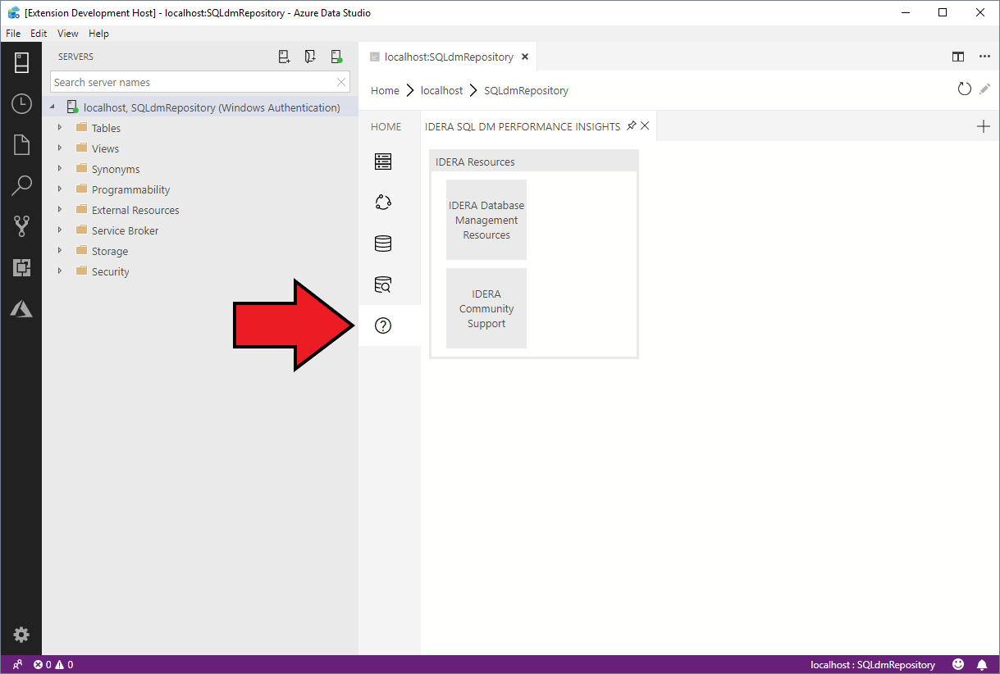 [Extension Development Host] - localhost:SQLdmRepository - Azure Data Studio
File Edit View Help
SERVERS
Search server names
localhost, SQLdmRepository (Windows Authentication)
Tables
Views
Synonyms
Programmability
External Resources
Service Broker
Storage
Security
localhost:SQLdmRepository
Home localhost SQLdmRepository
HOME
IDERA SQL DM PERFORMANCE INSIGHTS
IDERA Resources
IDERA Database
Management
Resources
IDERA
Community
Support
?
0 0
localhost : SQLdmRepository